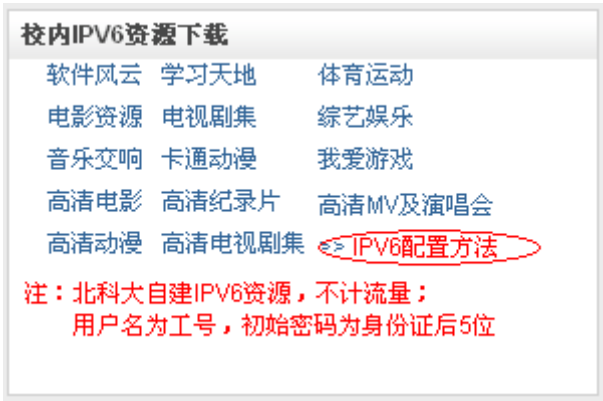 校内IPV6资源下载
软件风云 学习天地 体育运动
电影资源 电视剧集 综艺娱乐
音乐交响 卡通动漫 我爱游戏
高清电影 高清纪录片 高清MV及演唱会
高清动漫 高清电视剧集 => IPV6配置方法
注：北科大自建IPV6资源，不计流量；
用户名为工号，初始密码为身份证后5位